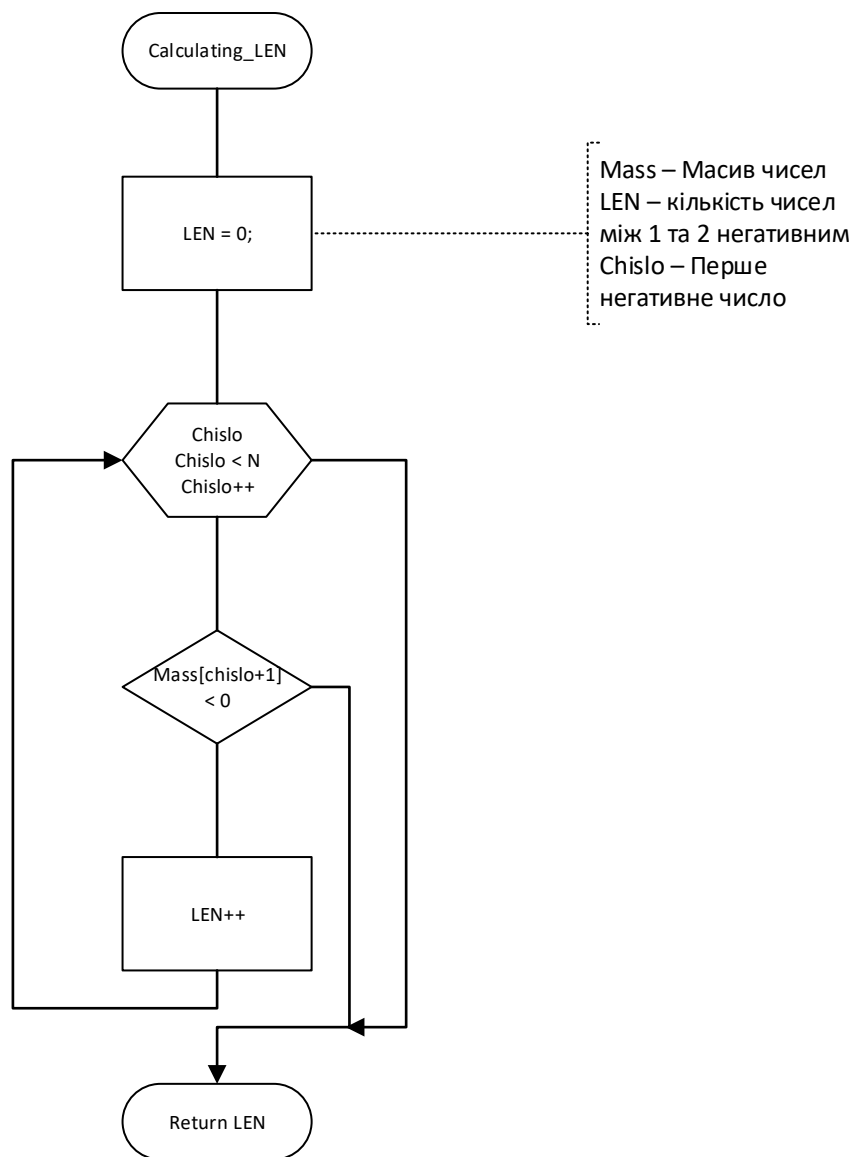 Calculating_LEN
LEN = 0;
Mass – Масив чисел
LEN – кількість чисел
між 1 та 2 негативним
Chislo – Перше
негативне число
Chislo
Chislo < N
Chislo++
Mass[chislo+1]
< 0
LEN++
Return LEN